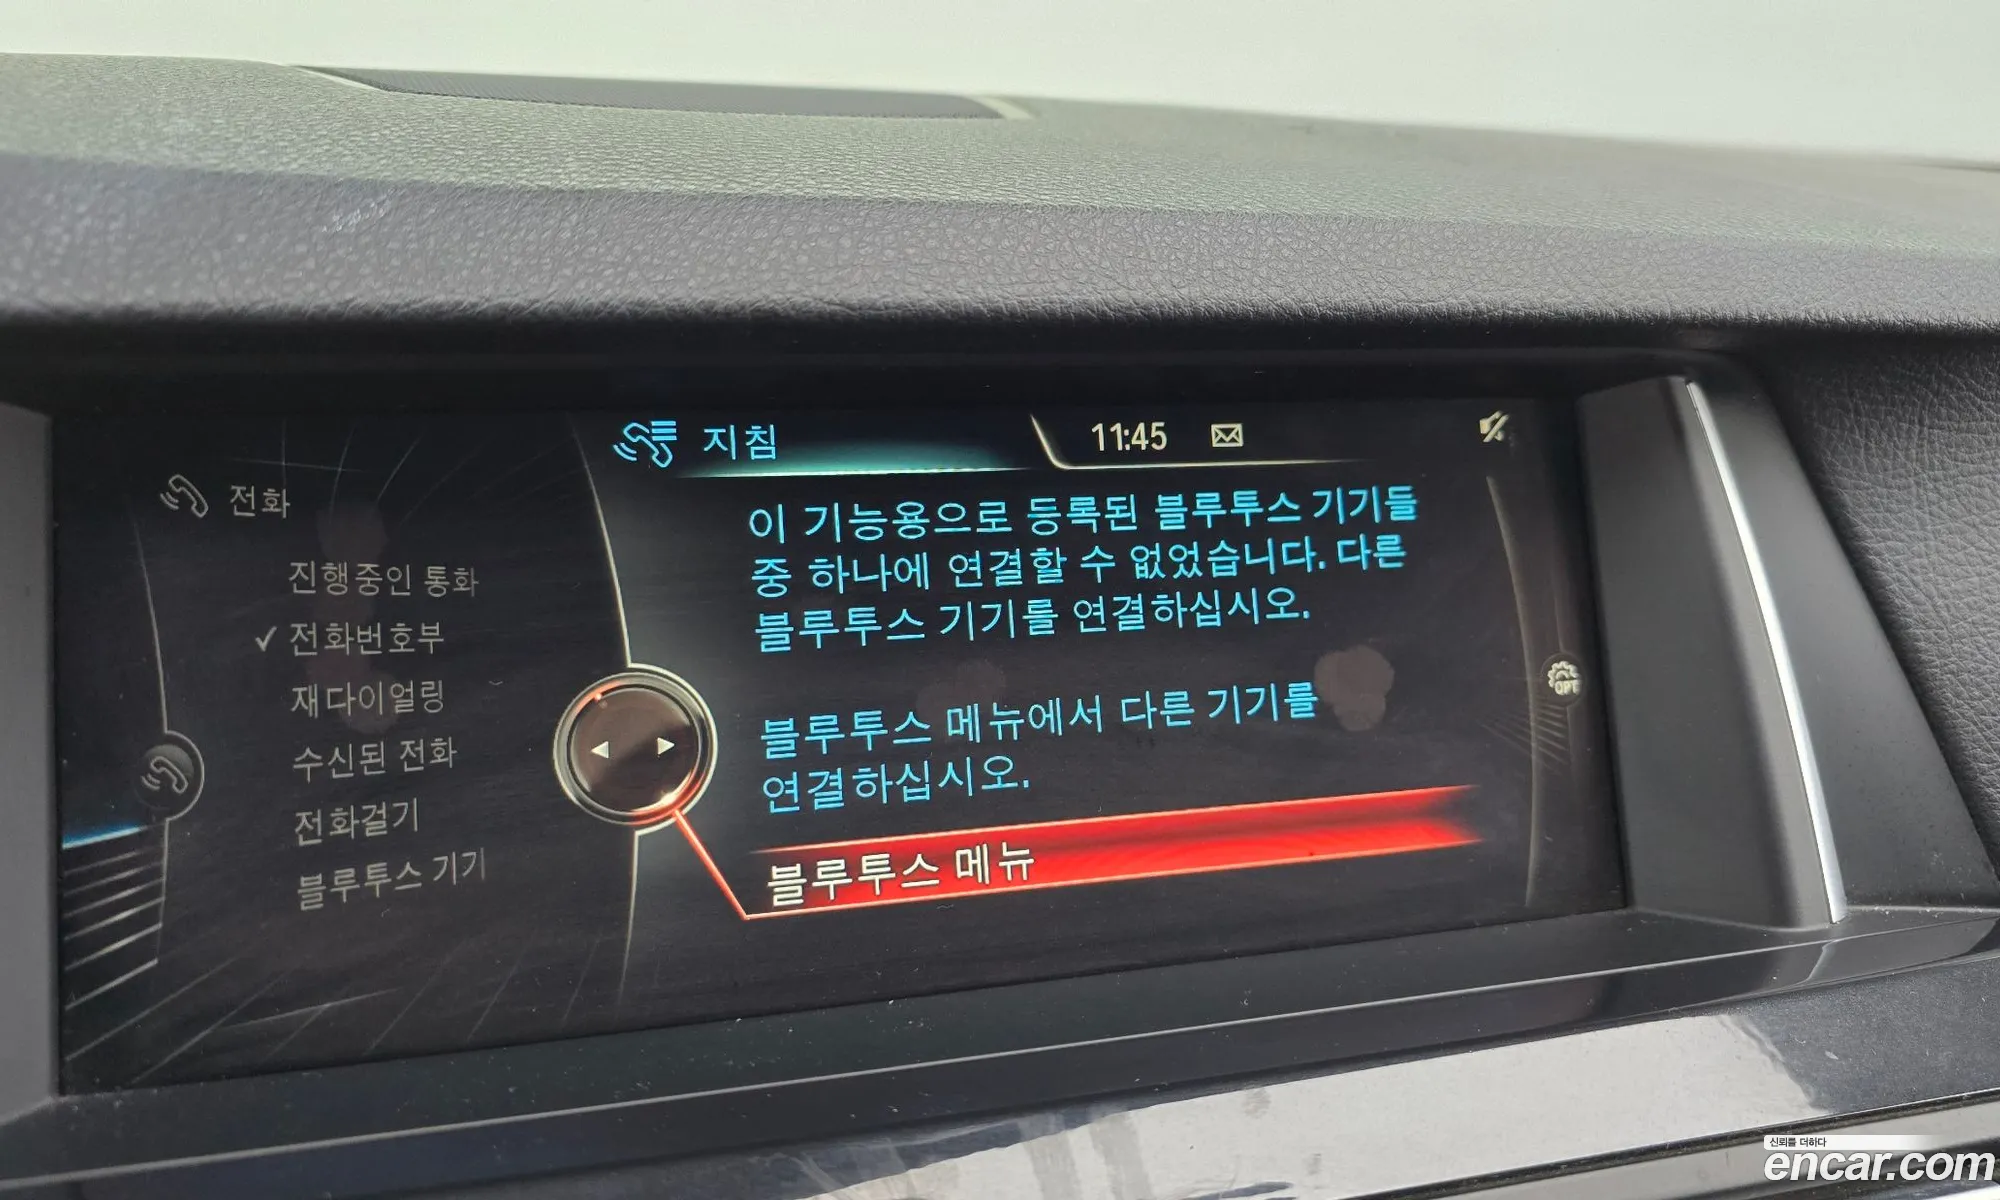 지침
11:45
전화
진행중인 통화
✓ 전화번호부
재다이얼링
수신된 전화
전화걸기
블루투스 기기
이 기능용으로 등록된 블루투스 기기들
중 하나에 연결할 수 없었습니다. 다른
블루투스 기기를 연결하십시오.
블루투스 메뉴에서 다른 기기를
연결하십시오.
블루투스 메뉴
OPT
신뢰를 더하다
encar.com